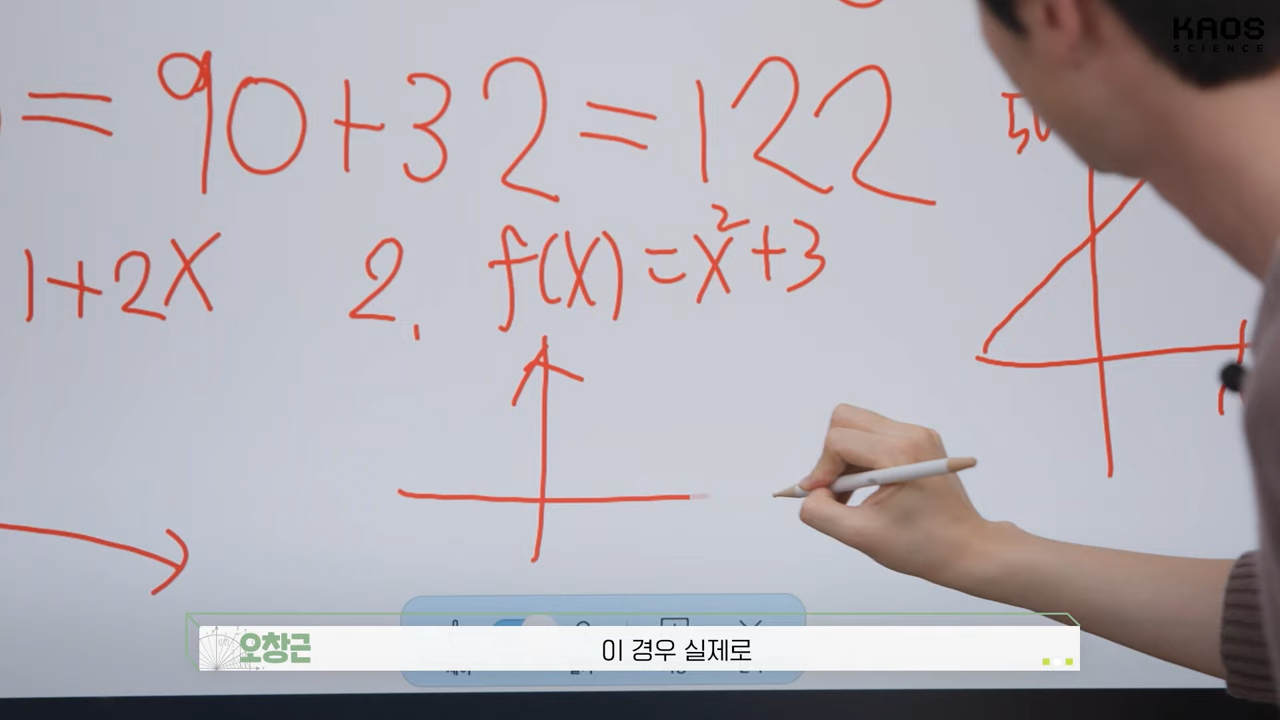 KAOS
SCIENCE
= 90+32=122
50
1+2X
2. f(X)=X²+3
오창근
이 경우 실제로